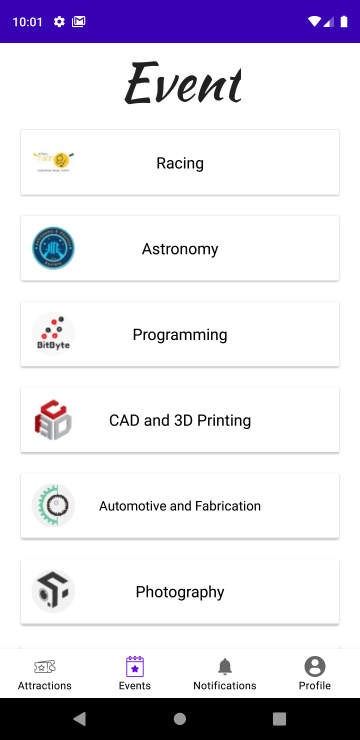 10:01
Event
Racing
Astronomy
BitByte
Programming
CAD and 3D Printing
Automotive and Fabrication
Photography
Attractions
Events
Notifications
Profile